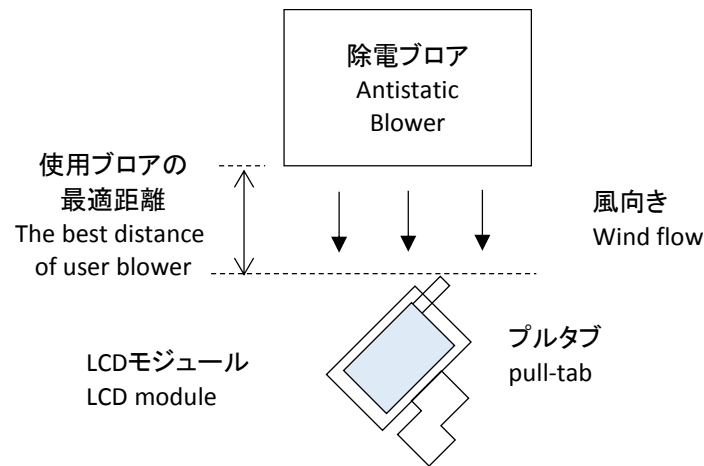 除電ブロア
Antistatic
Blower
使用ブロアの
最適距離
The best distance
of user blower
風向き
Wind flow
LCDモジュール
LCD module
プルタブ
pull-tab